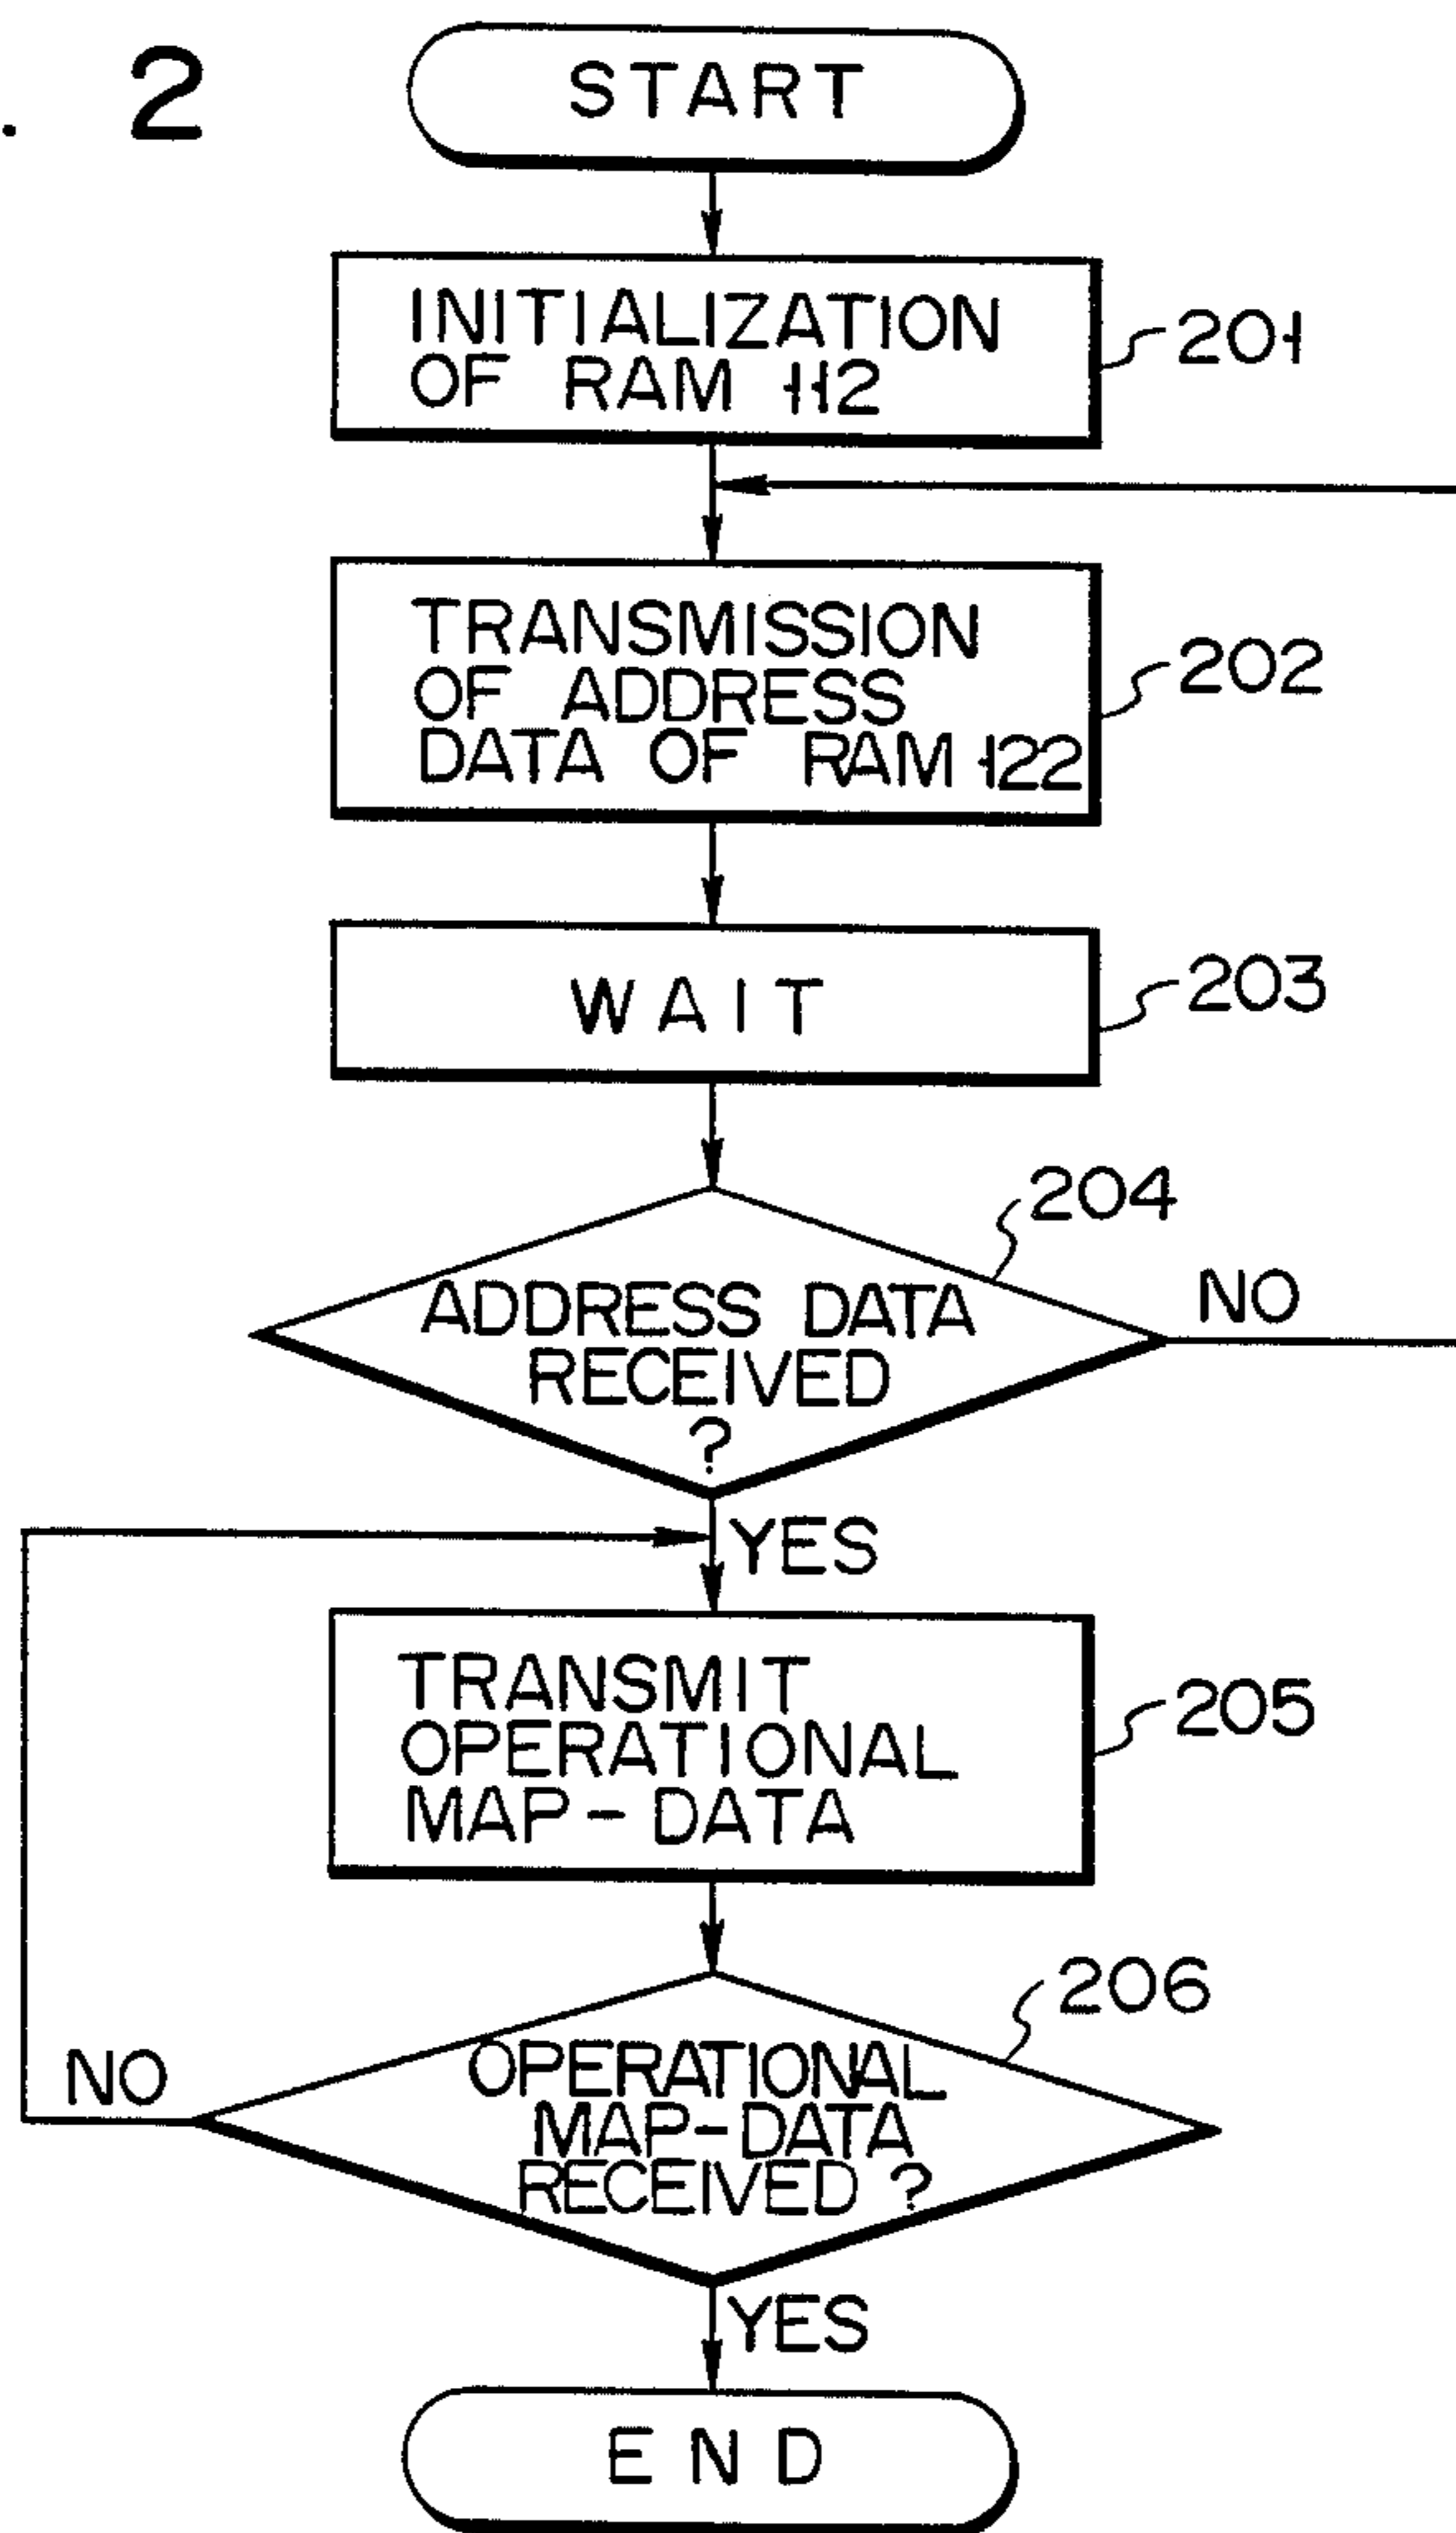 . 2
START
INITIALIZATION
OF RAM 112
201
TRANSMISSION
OF ADDRESS
DATA OF RAM 122
202
WAIT
203
204
ADDRESS DATA
RECEIVED
?
NO
YES
TRANSMIT
OPERATIONAL
MAP-DATA
205
206
OPERATIONAL
MAP-DATA
RECEIVED ?
NO
YES
END